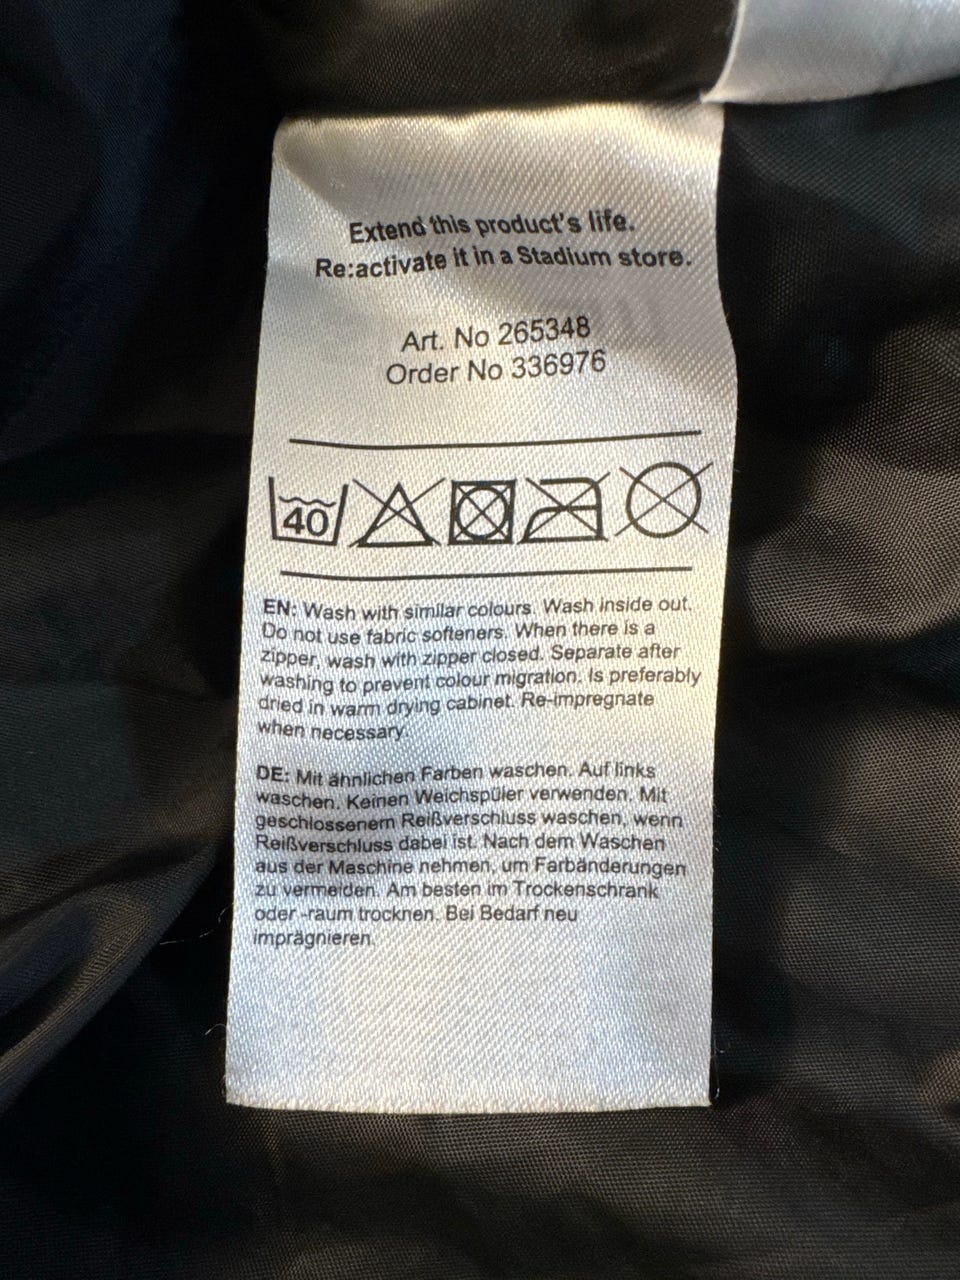 Extend this product's life.
Re:activate it in a Stadium store.
Art. No 265348
Order No 336976
40
EN: Wash with similar colours. Wash inside out.
Do not use fabric softeners. When there is a
zipper, wash with zipper closed. Separate after
washing to prevent colour migration. Is preferably
dried in warm drying cabinet. Re-impregnate
when necessary.
DE: Mit ähnlichen Farben waschen. Auf links
waschen. Keinen Weichspüler verwenden. Mit
geschlossenem Reißverschluss waschen, wenn
Reißverschluss dabei ist. Nach dem Waschen
aus der Maschine nehmen, um Farbänderungen
zu vermeiden. Am besten im Trockenschrank
oder -raum trocknen. Bei Bedarf neu
imprägnieren.